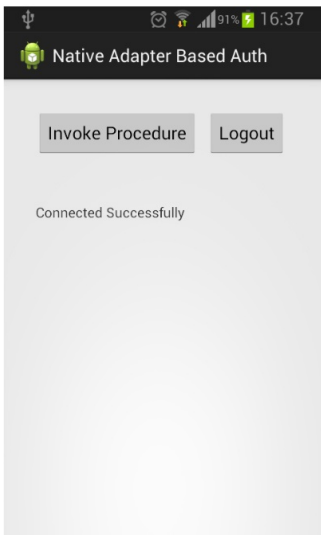 91% 16:37
Native Adapter Based Auth
Invoke Procedure Logout
Connected Successfully